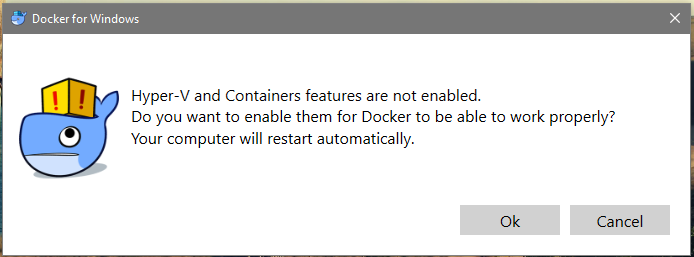 Docker for Windows
Hyper-V and Containers features are not enabled.
Do you want to enable them for Docker to be able to work properly?
Your computer will restart automatically.
Ok
Cancel